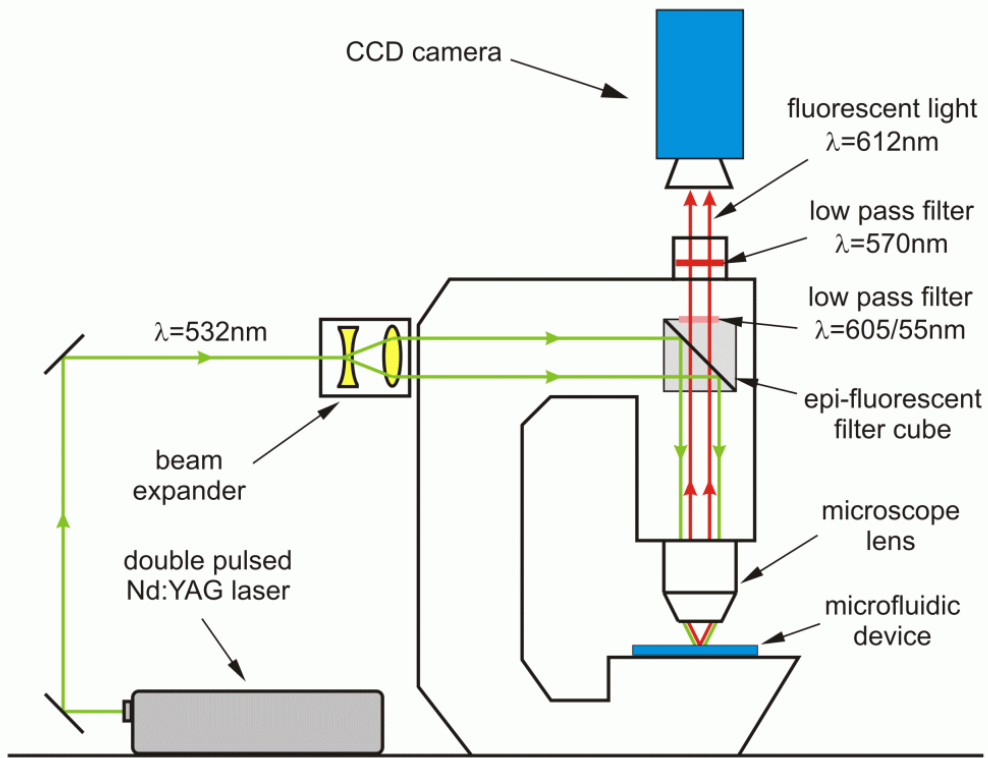 CCD camera
fluorescent light
λ=612nm
low pass filter
λ=570nm
low pass filter
λ=605/55nm
λ=532nm
epi-fluorescent
filter cube
beam
expander
microscope
lens
double pulsed
Nd:YAG laser
microfluidic
device